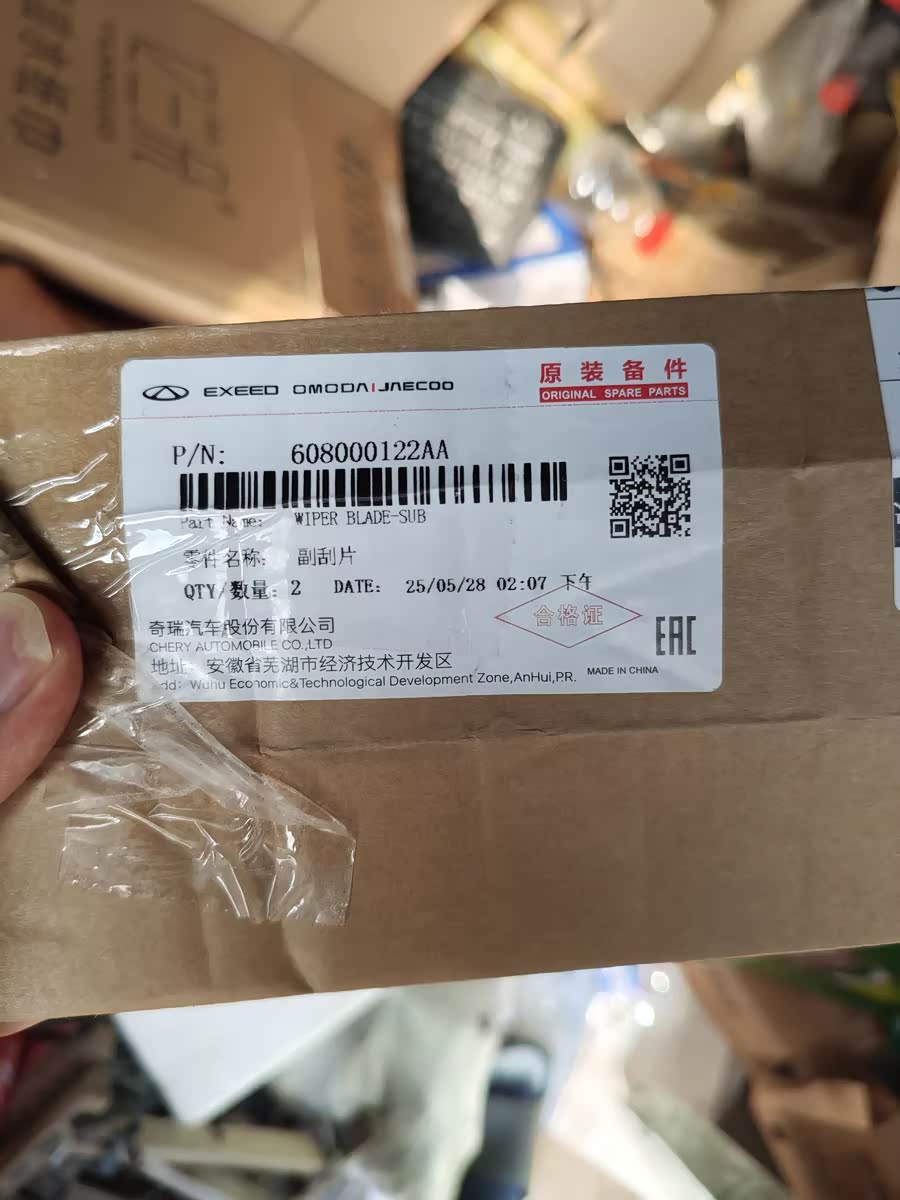 EXEED OMODA|JAECOO
原装备件
ORIGINAL SPARE PARTS
P/N: 608000122AA
Part Name: WIPER BLADE-SUB
零件名称: 副刮片
QTY/数量: 2 DATE: 25/05/28 02:07 下午
合格证
奇瑞汽车股份有限公司
CHERY AUTOMOBILE CO.,LTD
EAC
地址: 安徽省芜湖市经济技术开发区
Add: Wuhu Economic&Technological Development Zone,AnHui,P.R.
MADE IN CHINA